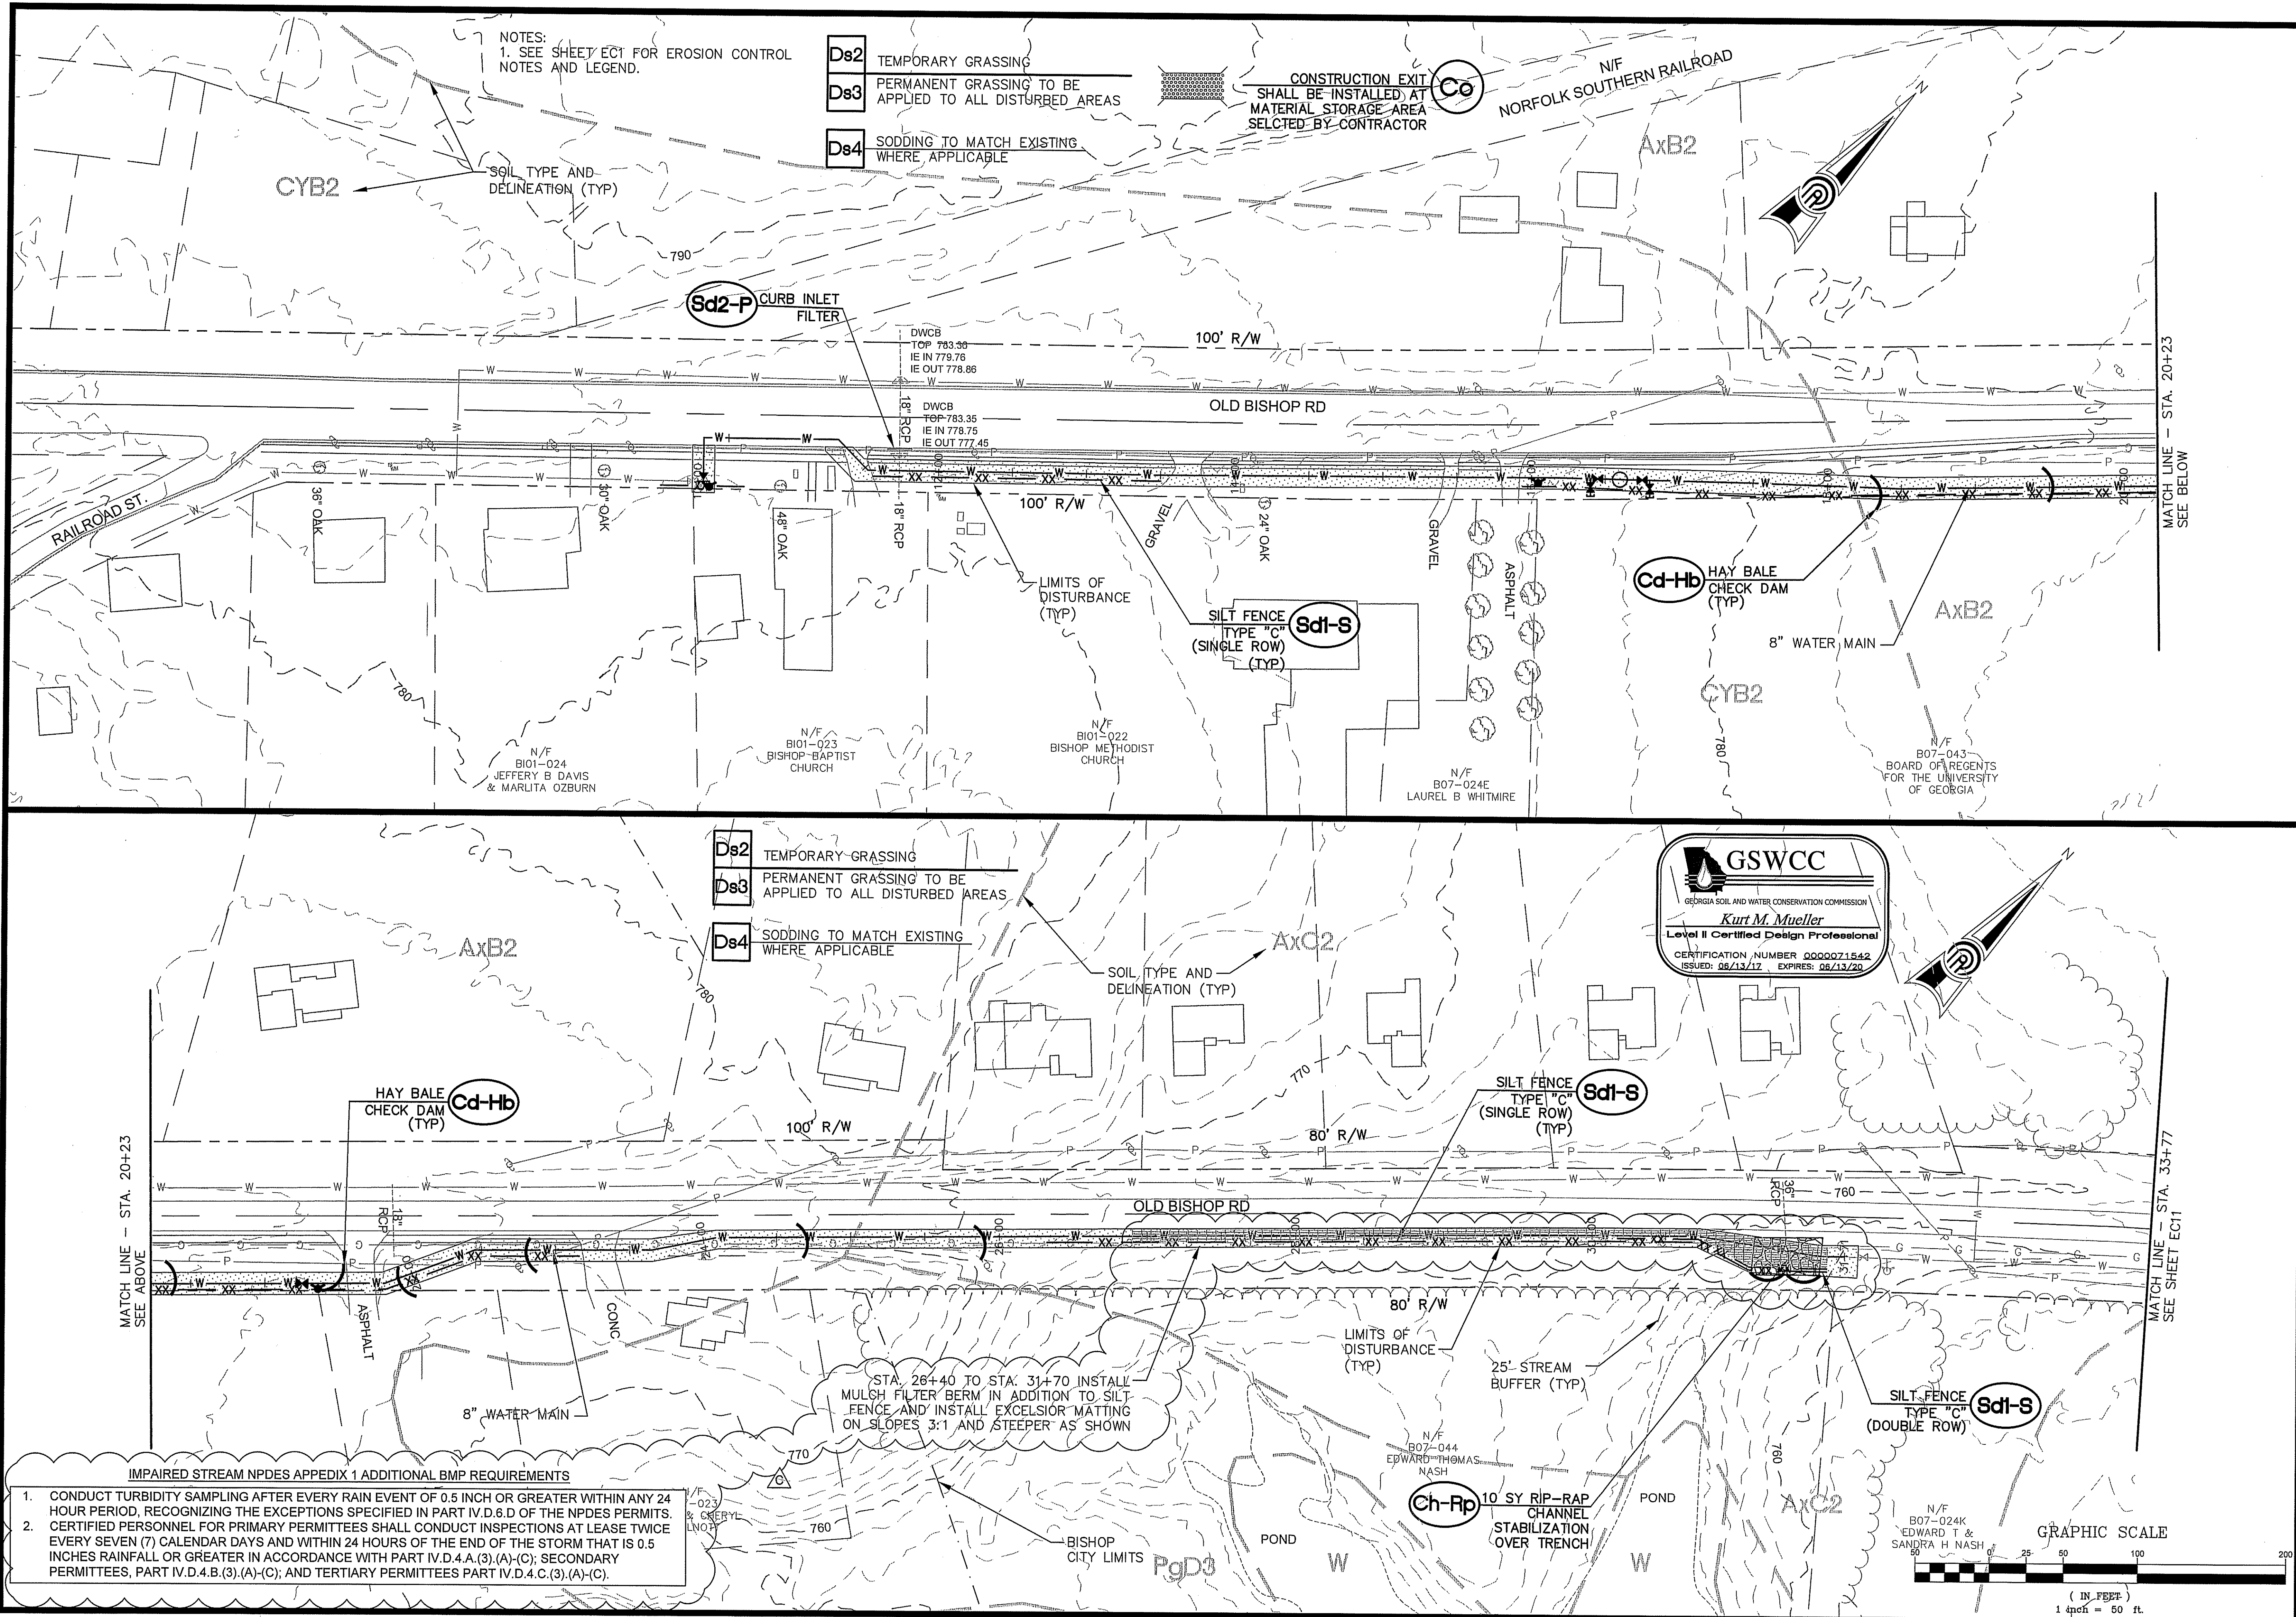 NOTES:
1. SEE SHEET EC1 FOR EROSION CONTROL
NOTES AND LEGEND.
Ds2
TEMPORARY GRASSING
Ds3
PERMANENT GRASSING TO BE
APPLIED TO ALL DISTURBED AREAS
Ds4
SODDING TO MATCH EXISTING
WHERE APPLICABLE
CONSTRUCTION EXIT
SHALL BE INSTALLED AT
MATERIAL STORAGE AREA
SELCTED BY CONTRACTOR
Co
N/F
NORFOLK SOUTHERN RAILROAD
N
AxB2
CYB2
SOIL TYPE AND
DELINEATION (TYP)
790
Sd2-P
CURB INLET
FILTER
DWCB
TOP 783.36
IE IN 779.76
IE OUT 778.86
100' R/W
18" RCP
DWCB
TOP 783.35
IE IN 778.75
IE OUT 777.45
OLD BISHOP RD
MATCH LINE – STA. 20+23
SEE BELOW
RAILROAD ST.
36" OAK
30" OAK
48" OAK
18" RCP
100' R/W
GRAVEL
24" OAK
GRAVEL
ASPHALT
LIMITS OF
DISTURBANCE
(TYP)
SILT FENCE
TYPE "C"
(SINGLE ROW)
(TYP)
Sd1-S
Cd-Hb
HAY BALE
CHECK DAM
(TYP)
AxB2
8" WATER MAIN
780
CYB2
780
N/F
BI01-024
JEFFERY B DAVIS
& MARLITA OZBURN
N/F
BI01-023
BISHOP BAPTIST
CHURCH
N/F
BI01-022
BISHOP METHODIST
CHURCH
N/F
B07-024E
LAUREL B WHITMIRE
N/F
B07-043
BOARD OF REGENTS
FOR THE UNIVERSITY
OF GEORGIA
Ds2
TEMPORARY GRASSING
Ds3
PERMANENT GRASSING TO BE
APPLIED TO ALL DISTURBED AREAS
Ds4
SODDING TO MATCH EXISTING
WHERE APPLICABLE
GSWCC
GEORGIA SOIL AND WATER CONSERVATION COMMISSION
Kurt M. Mueller
Level II Certified Design Professional
CERTIFICATION NUMBER 0000071542
ISSUED: 06/13/17 EXPIRES: 06/13/20
N
AxB2
AxC2
SOIL TYPE AND
DELINEATION (TYP)
780
770
HAY BALE
CHECK DAM
(TYP)
Cd-Hb
100' R/W
80' R/W
SILT FENCE
TYPE "C"
(SINGLE ROW)
(TYP)
Sd1-S
MATCH LINE – STA. 20+23
SEE ABOVE
18"
RCP
OLD BISHOP RD
36"
RCP
760
MATCH LINE – STA. 33+77
SEE SHEET EC11
ASPHALT
CONC
80' R/W
8" WATER MAIN
STA. 26+40 TO STA. 31+70 INSTALL
MULCH FILTER BERM IN ADDITION TO SILT
FENCE AND INSTALL EXCELSIOR MATTING
ON SLOPES 3:1 AND STEEPER AS SHOWN
LIMITS OF
DISTURBANCE
(TYP)
25' STREAM
BUFFER (TYP)
SILT FENCE
TYPE "C"
(DOUBLE ROW)
Sd1-S
770
C
760
760
N/F
B07-044
EDWARD THOMAS
NASH
Ch-Rp
10 SY RIP-RAP
CHANNEL
STABILIZATION
OVER TRENCH
POND
POND
AxC2
W
W
PgD3
BISHOP
CITY LIMITS
N/F
B07-024K
EDWARD T &
SANDRA H NASH
IMPAIRED STREAM NPDES APPEDIX 1 ADDITIONAL BMP REQUIREMENTS
1. CONDUCT TURBIDITY SAMPLING AFTER EVERY RAIN EVENT OF 0.5 INCH OR GREATER WITHIN ANY 24
HOUR PERIOD, RECOGNIZING THE EXCEPTIONS SPECIFIED IN PART IV.D.6.D OF THE NPDES PERMITS.
2. CERTIFIED PERSONNEL FOR PRIMARY PERMITTEES SHALL CONDUCT INSPECTIONS AT LEASE TWICE
EVERY SEVEN (7) CALENDAR DAYS AND WITHIN 24 HOURS OF THE END OF THE STORM THAT IS 0.5
INCHES RAINFALL OR GREATER IN ACCORDANCE WITH PART IV.D.4.A.(3).(A)-(C); SECONDARY
PERMITTEES, PART IV.D.4.B.(3).(A)-(C); AND TERTIARY PERMITTEES PART IV.D.4.C.(3).(A)-(C).
GRAPHIC SCALE
50 0 25 50 100 200
( IN FEET )
1 inch = 50 ft.